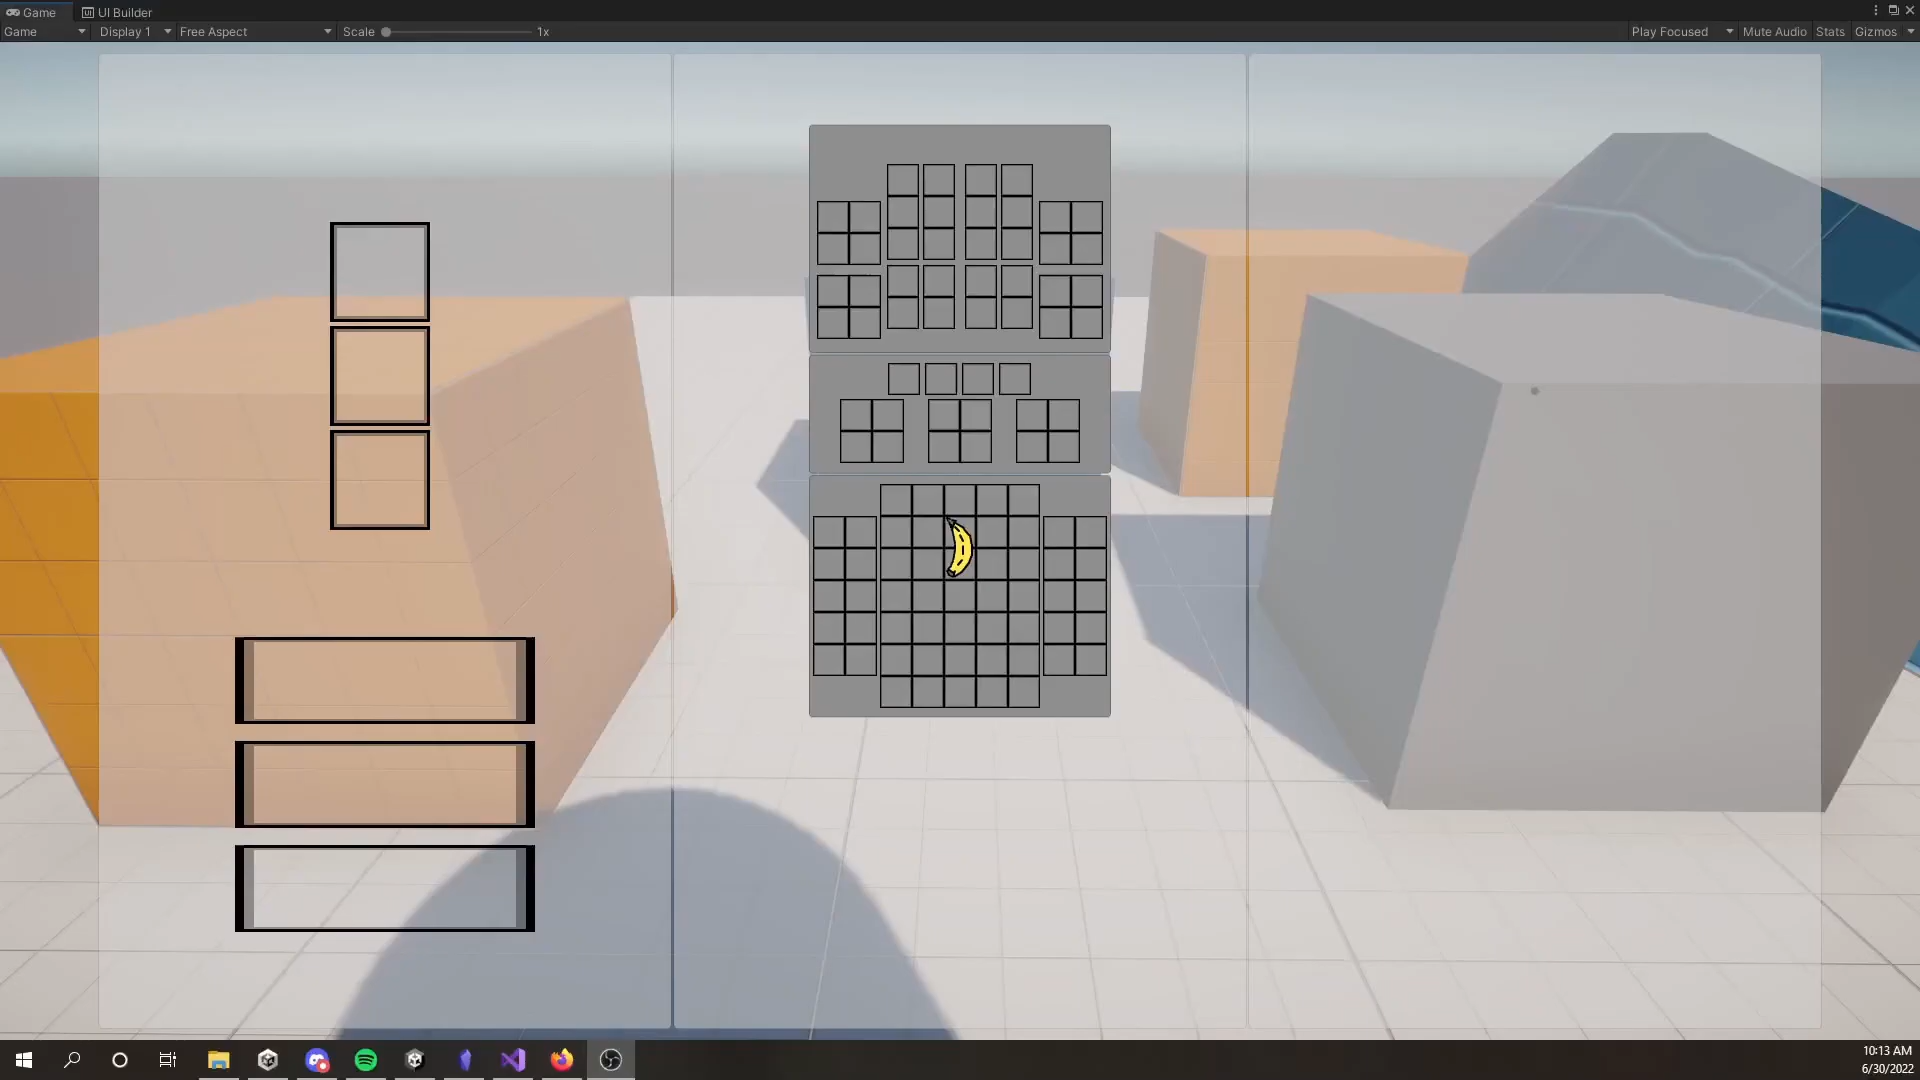 Game
UI Builder
Game Display 1 Free Aspect Scale 1x Play Focused Mute Audio Stats Gizmos
10:13 AM
6/30/2022